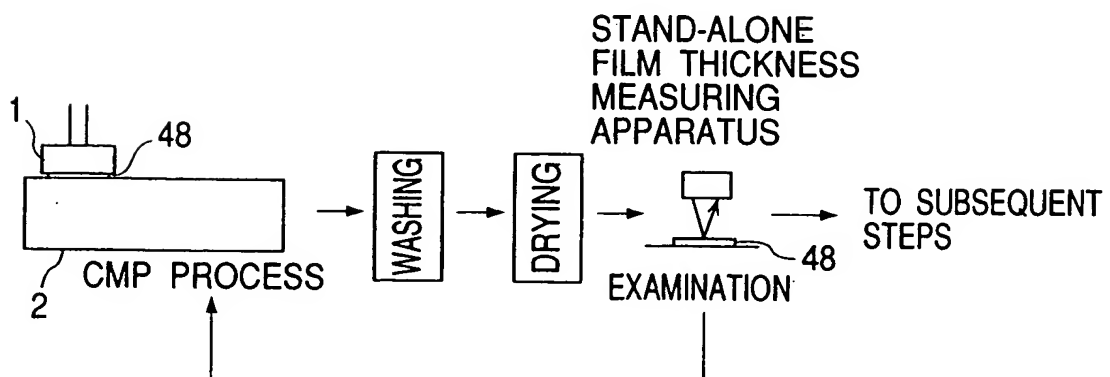 STAND-ALONE
FILM THICKNESS
MEASURING
APPARATUS
1
48
WASHING
DRYING
TO SUBSEQUENT
STEPS
48
2
CMP PROCESS
EXAMINATION